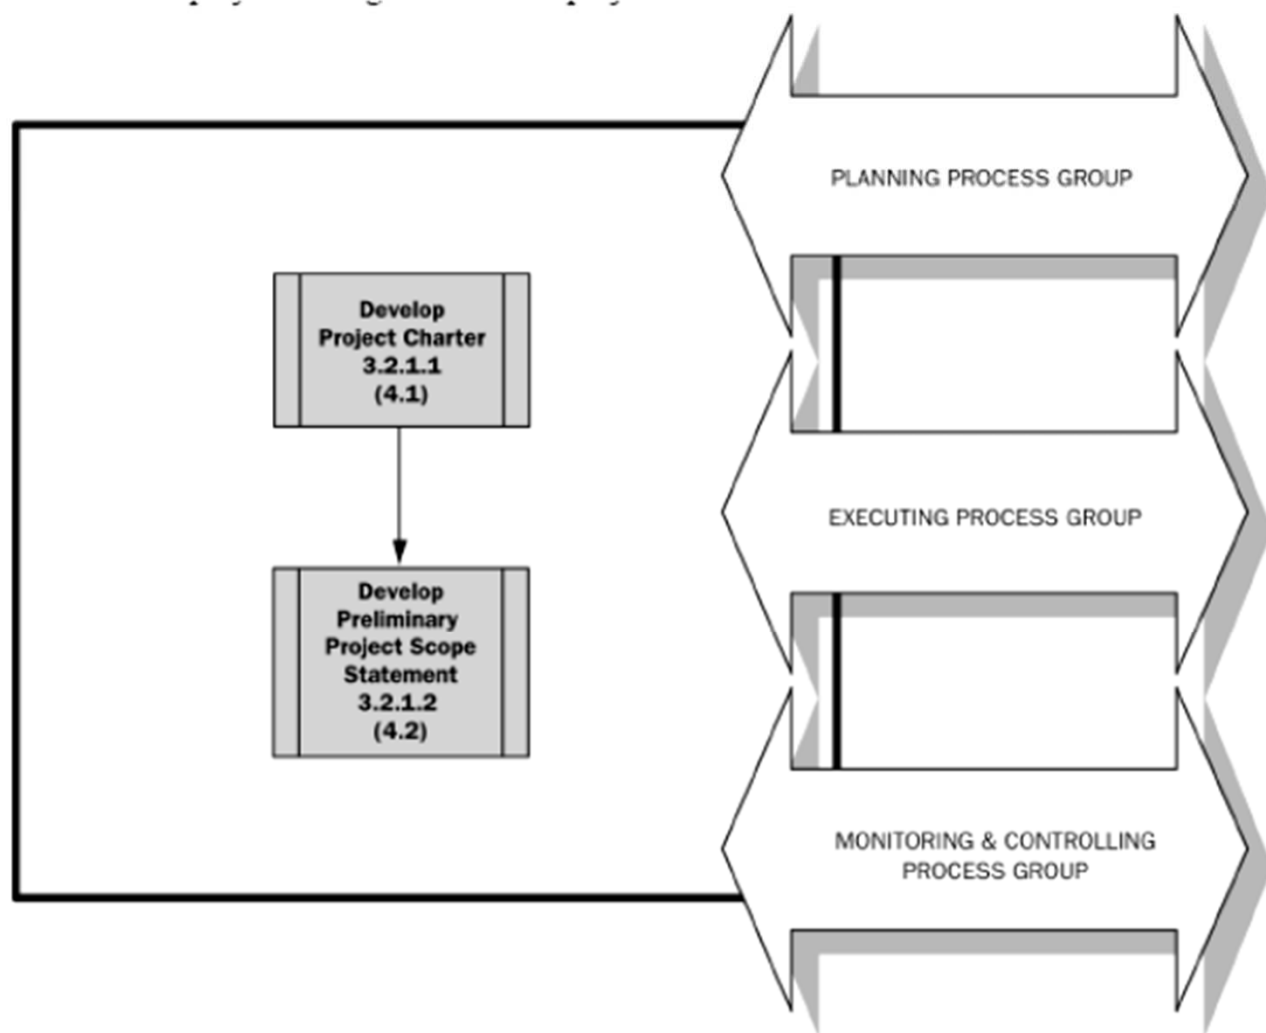 Develop
Project Charter
3.2.1.1
(4.1)
Develop
Preliminary
Project Scope
Statement
3.2.1.2
(4.2)
PLANNING PROCESS GROUP
EXECUTING PROCESS GROUP
MONITORING & CONTROLLING
PROCESS GROUP